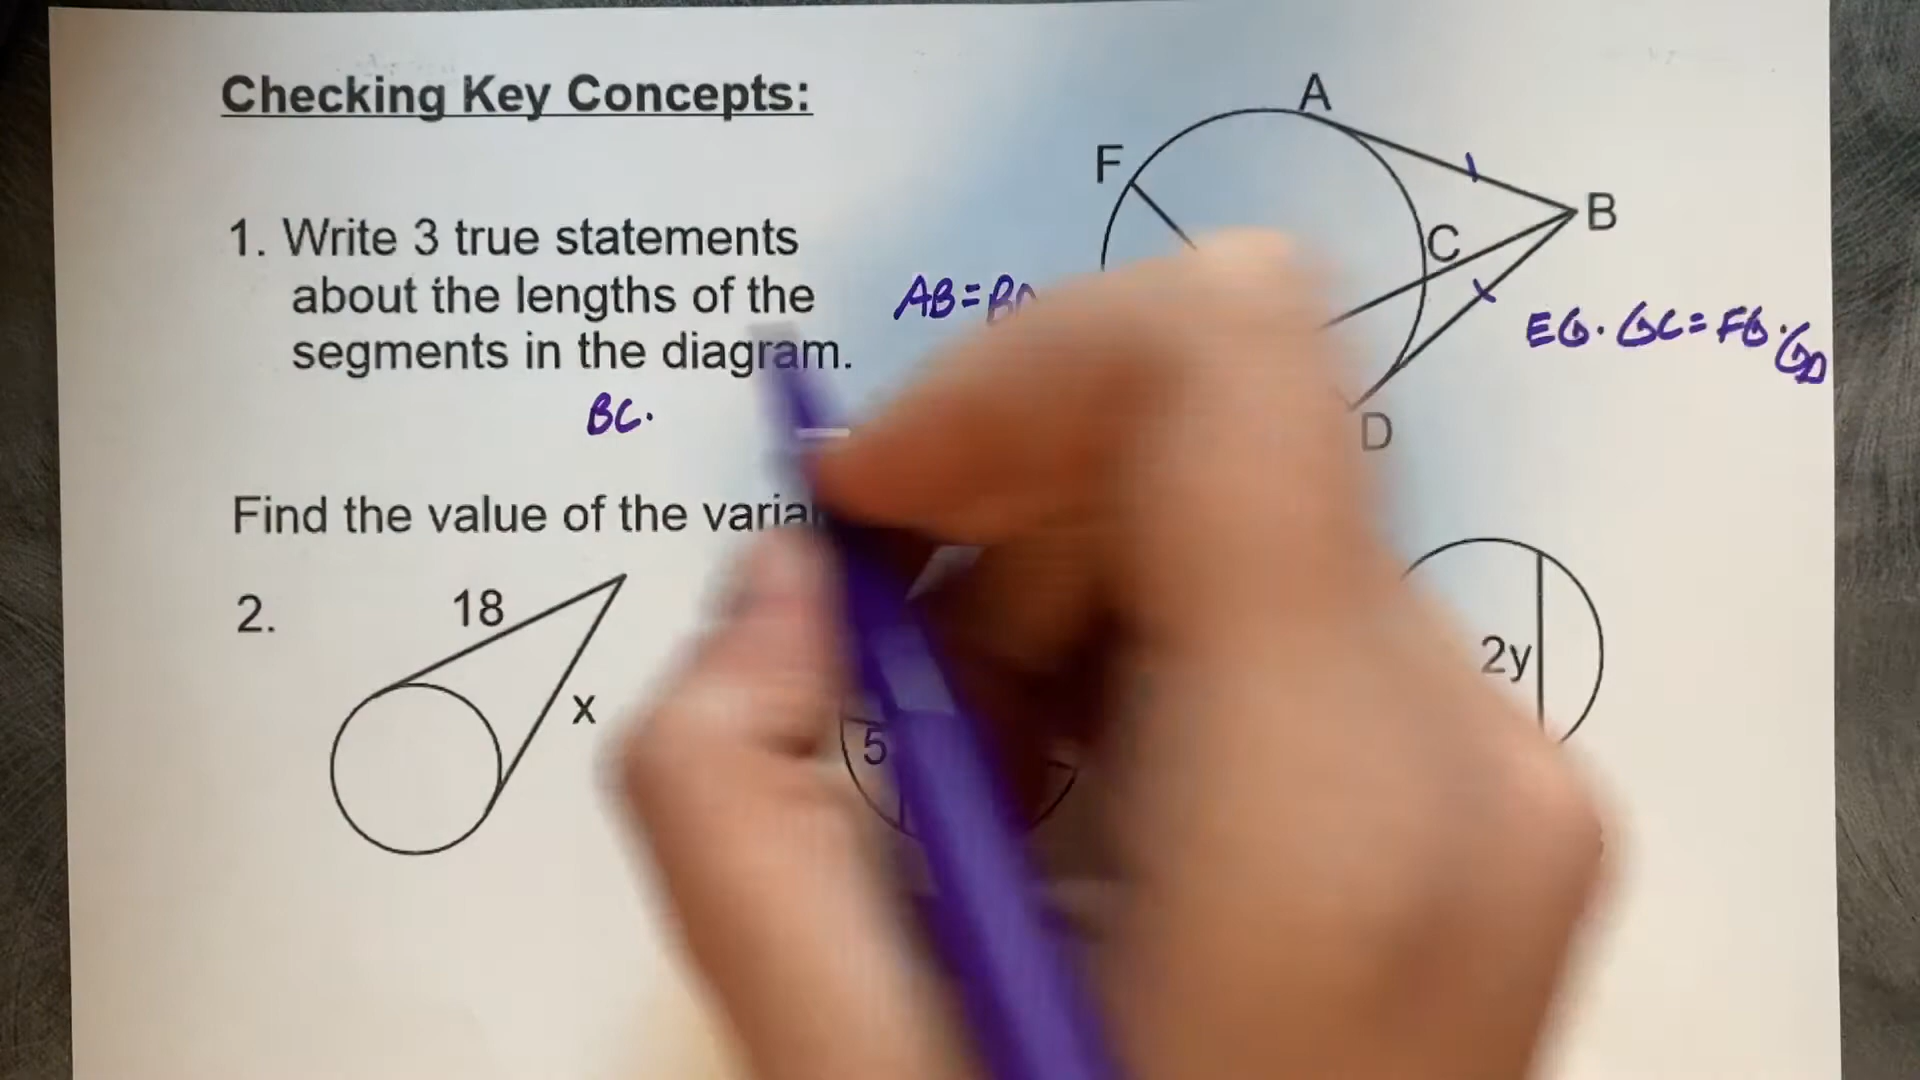 Checking Key Concepts:
A
F
1. Write 3 true statements
B
C
about the lengths of the
AB=
segments in the diagram.
EG · GC = FG · GD
BC ·
D
Find the value of the
2.
18
2y
x
5